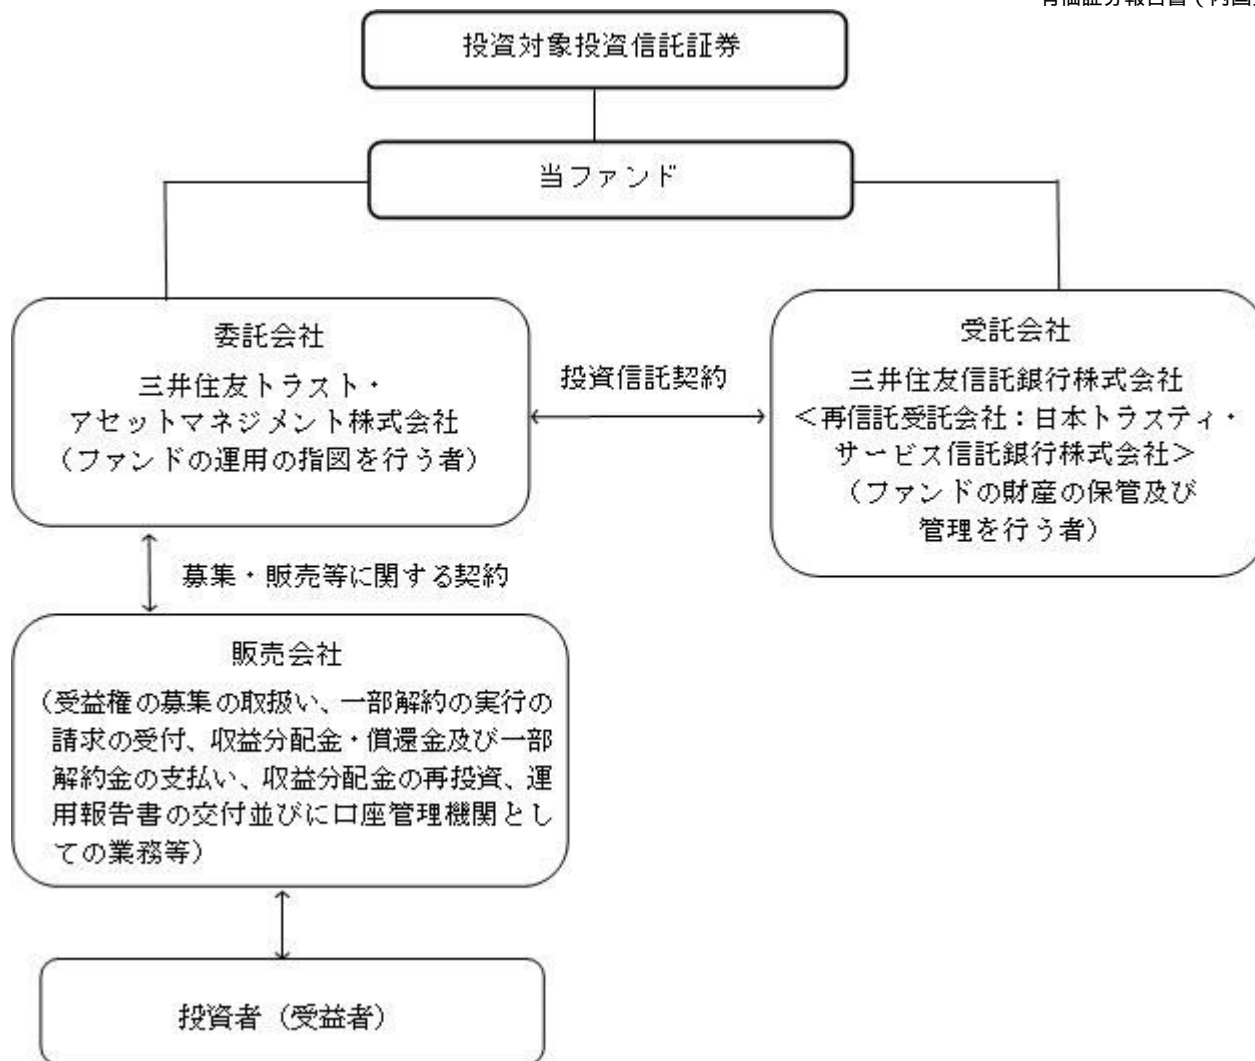 有価証券報告書（内国
投資対象投資信託証券
当ファンド
委託会社
三井住友トラスト・
アセットマネジメント株式会社
（ファンドの運用の指図を行う者）
投資信託契約
受託会社
三井住友信託銀行株式会社
＜再信託受託会社：日本トラスティ・
サービス信託銀行株式会社＞
（ファンドの財産の保管及び
管理を行う者）
募集・販売等に関する契約
販売会社
（受益権の募集の取扱い、一部解約の実行の
請求の受付、収益分配金・償還金及び一部
解約金の支払い、収益分配金の再投資、運
用報告書の交付並びに口座管理機関とし
ての業務等）
投資者（受益者）